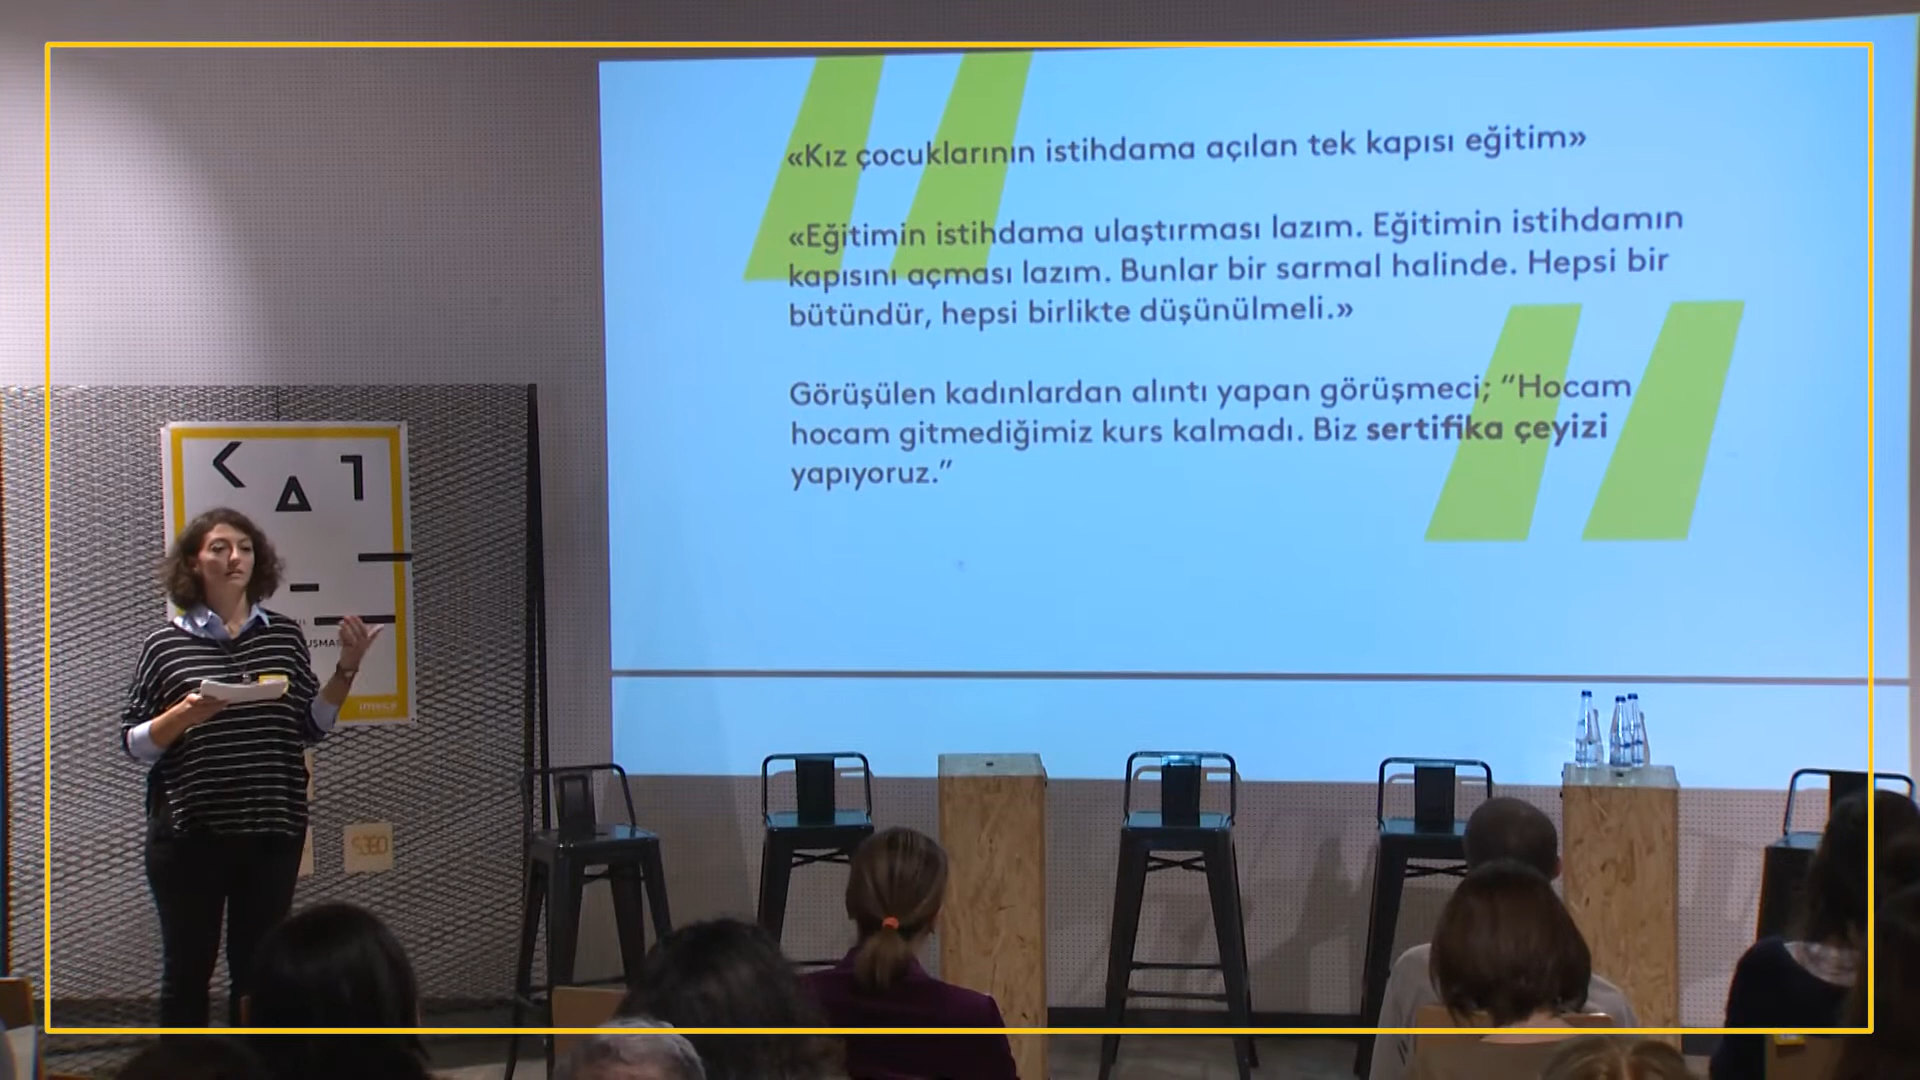 «Kız çocuklarının istihdama açılan tek kapısı eğitim»
«Eğitimin istihdama ulaştırması lazım. Eğitimin istihdamın
kapısını açması lazım. Bunlar bir sarmal halinde. Hepsi bir
bütündür, hepsi birlikte düşünülmeli.»
Görüşülen kadınlardan alıntı yapan görüşmeci; “Hocam
hocam gitmediğimiz kurs kalmadı. Biz sertifika çeyizi
yapıyoruz.”
imece
S360